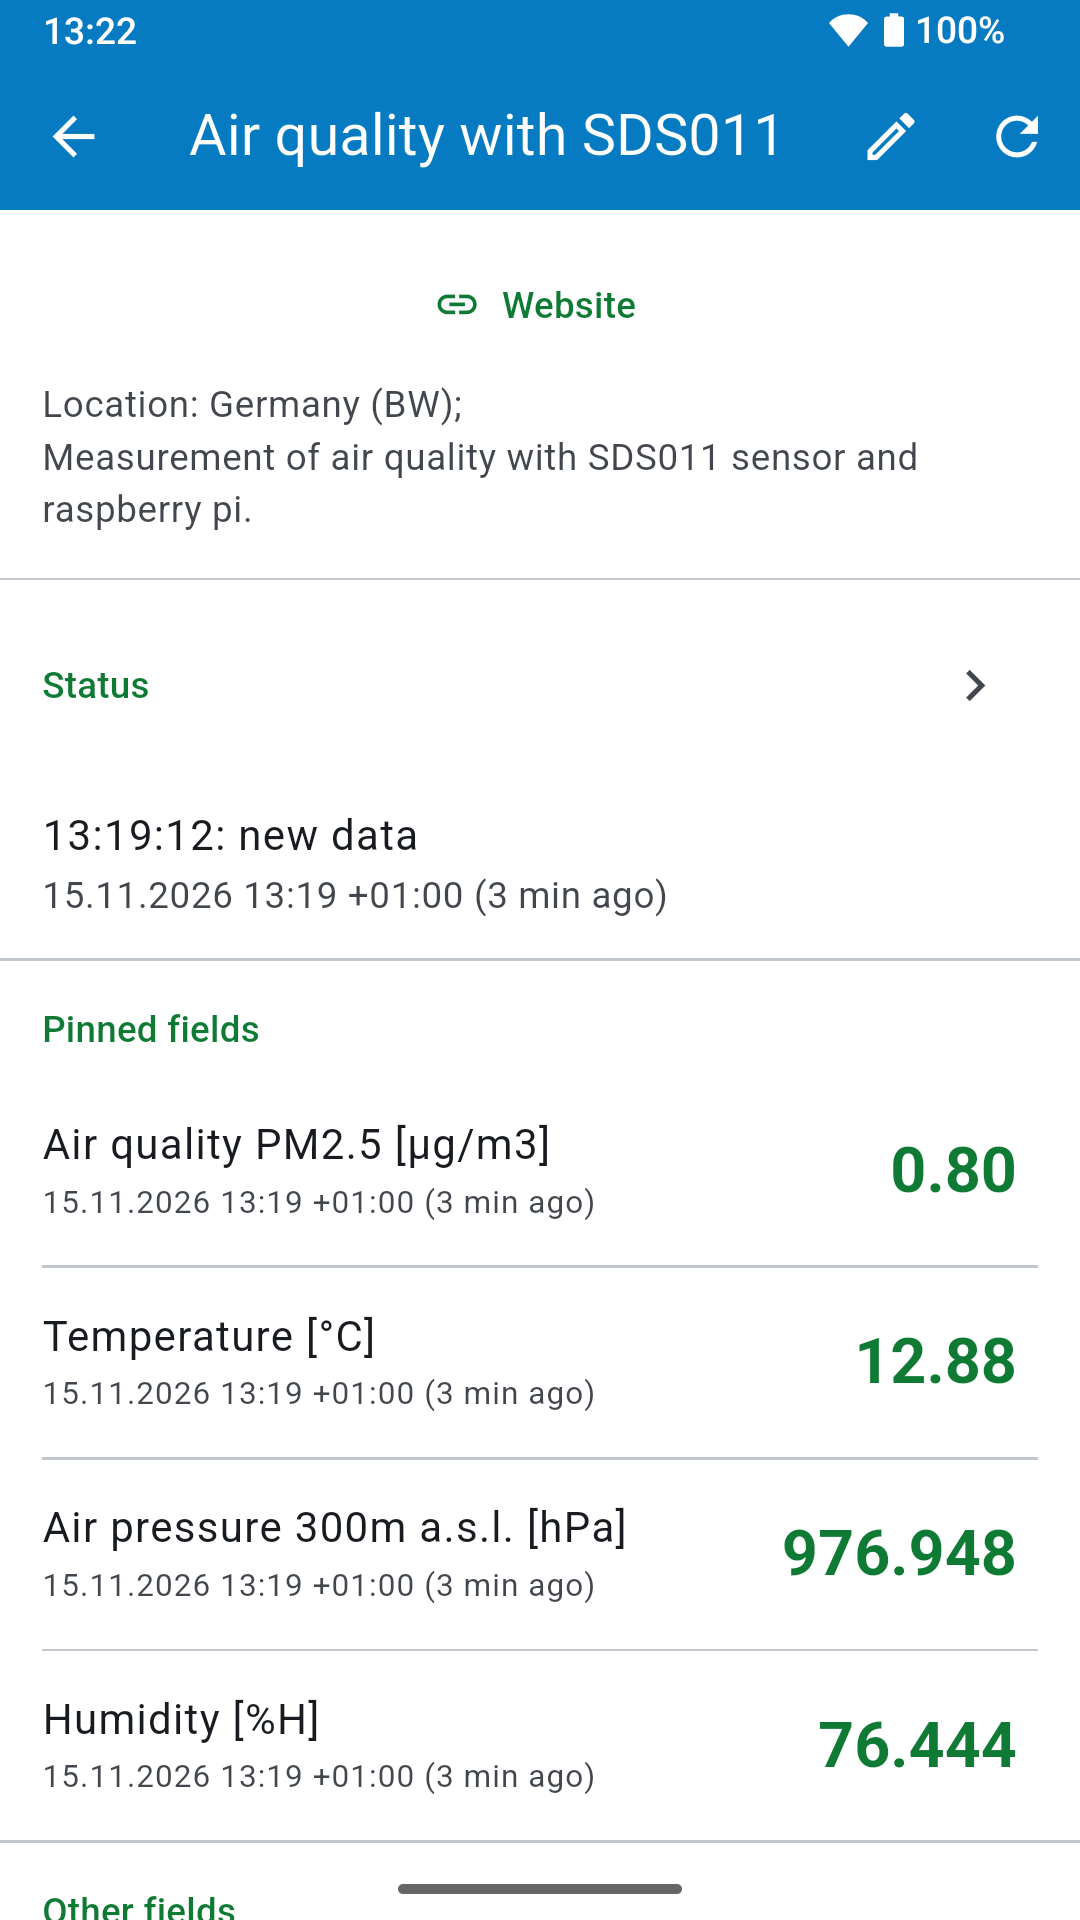 13:22
100%
Air quality with SDS011
Website
Location: Germany (BW);
Measurement of air quality with SDS011 sensor and
raspberry pi.
Status
13:19:12: new data
15.11.2026 13:19 +01:00 (3 min ago)
Pinned fields
Air quality PM2.5 [µg/m3]
0.80
15.11.2026 13:19 +01:00 (3 min ago)
Temperature [°C]
12.88
15.11.2026 13:19 +01:00 (3 min ago)
Air pressure 300m a.s.l. [hPa]
976.948
15.11.2026 13:19 +01:00 (3 min ago)
Humidity [%H]
76.444
15.11.2026 13:19 +01:00 (3 min ago)
Other fields